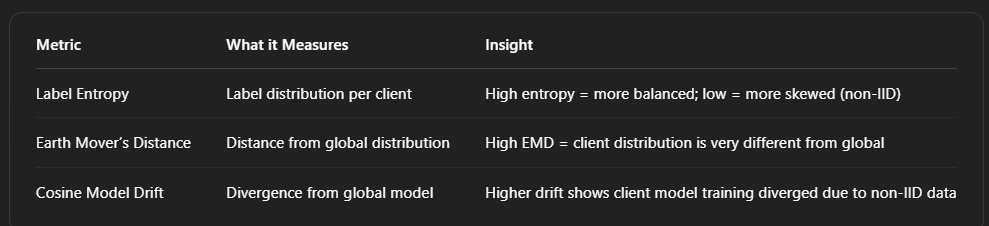 Metric What it Measures Insight
Label Entropy Label distribution per client High entropy = more balanced; low = more skewed (non-IID)
Earth Mover’s Distance Distance from global distribution High EMD = client distribution is very different from global
Cosine Model Drift Divergence from global model Higher drift shows client model training diverged due to non-IID data